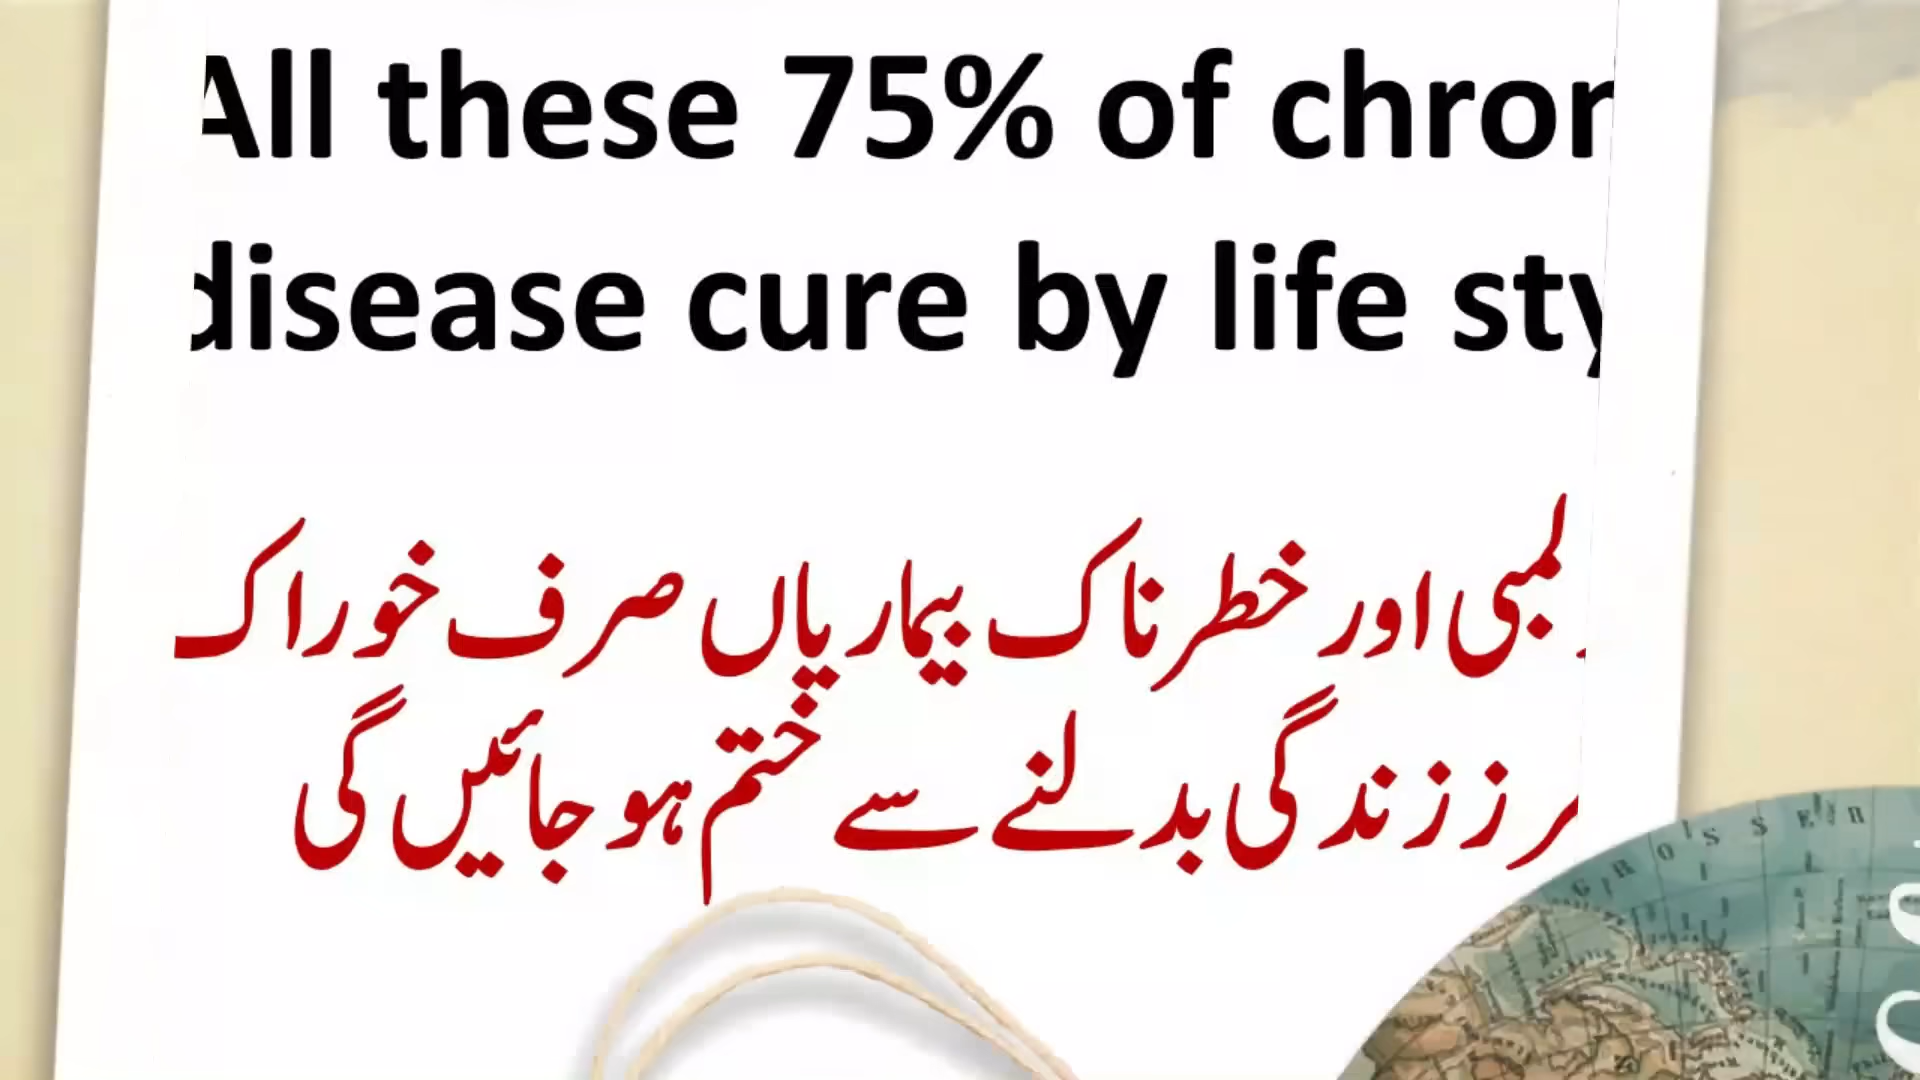 All these 75% of chron
disease cure by life sty
لمبی اور خطرناک بیماریاں صرف خوراک
زندگی بدلنے سے ختم ہو جائیں گی